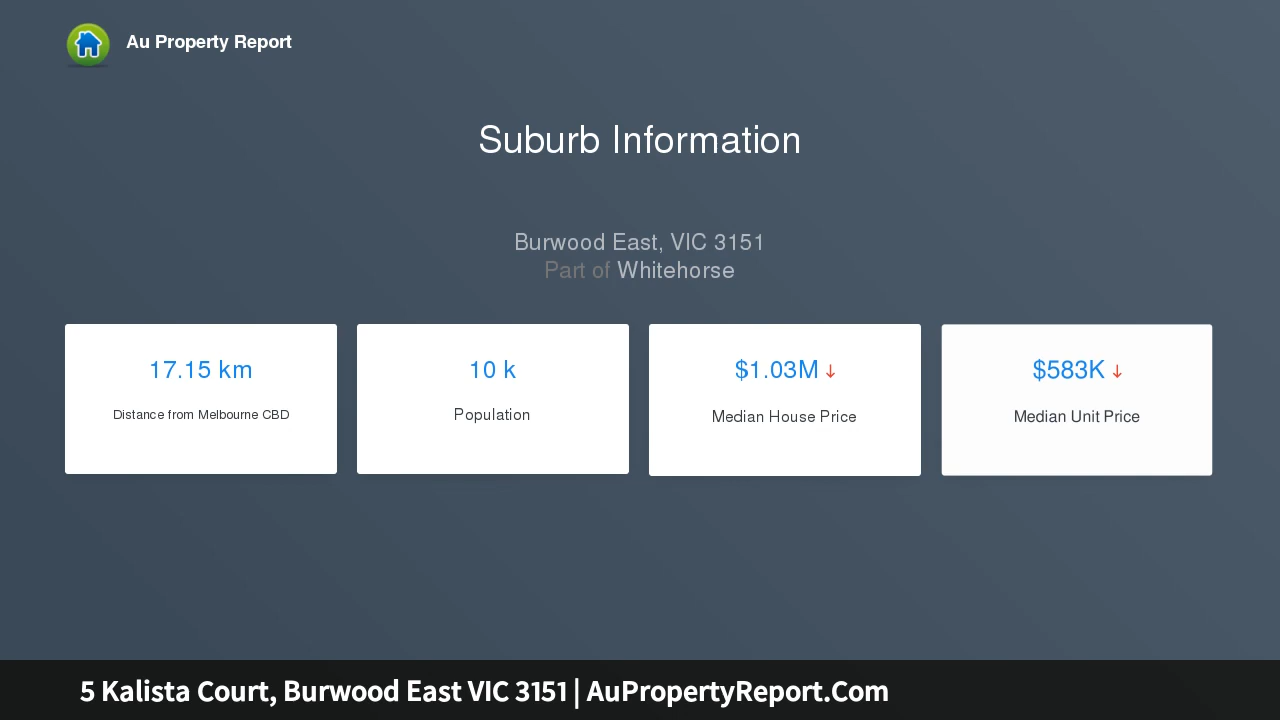 Au Property Report
Suburb Information
Burwood East, VIC 3151
Part of Whitehorse
17.15 km
Distance from Melbourne CBD
10 k
Population
$1.03M ↓
Median House Price
$583K ↓
Median Unit Price
5 Kalista Court, Burwood East VIC 3151 | AuPropertyReport.Com